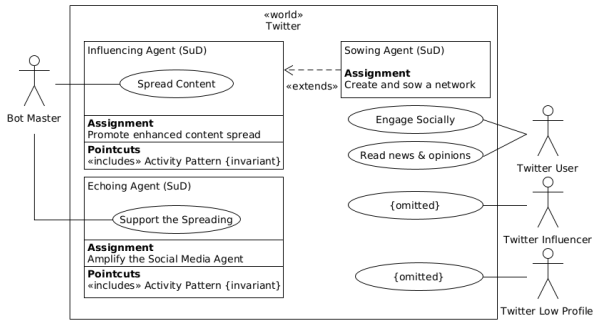 «world»
Twitter
Influencing Agent (SuD)
Spread Content
Assignment
Promote enhanced content spread
Pointcuts
«includes» Activity Pattern {invariant}
Sowing Agent (SuD)
Assignment
Create and sow a network
«extends»
Bot Master
Engage Socially
Read news & opinions
Twitter User
Echoing Agent (SuD)
Support the Spreading
Assignment
Amplify the Social Media Agent
Pointcuts
«includes» Activity Pattern {invariant}
{omitted}
Twitter Influencer
{omitted}
Twitter Low Profile